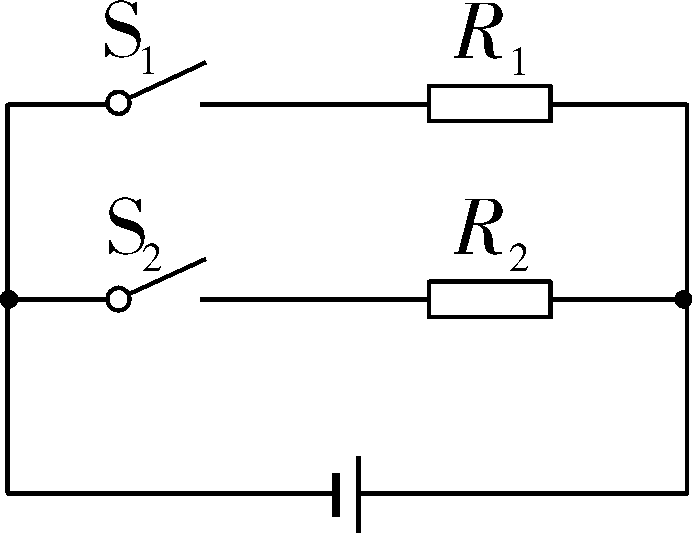 S₁ R₁
S₂ R₂